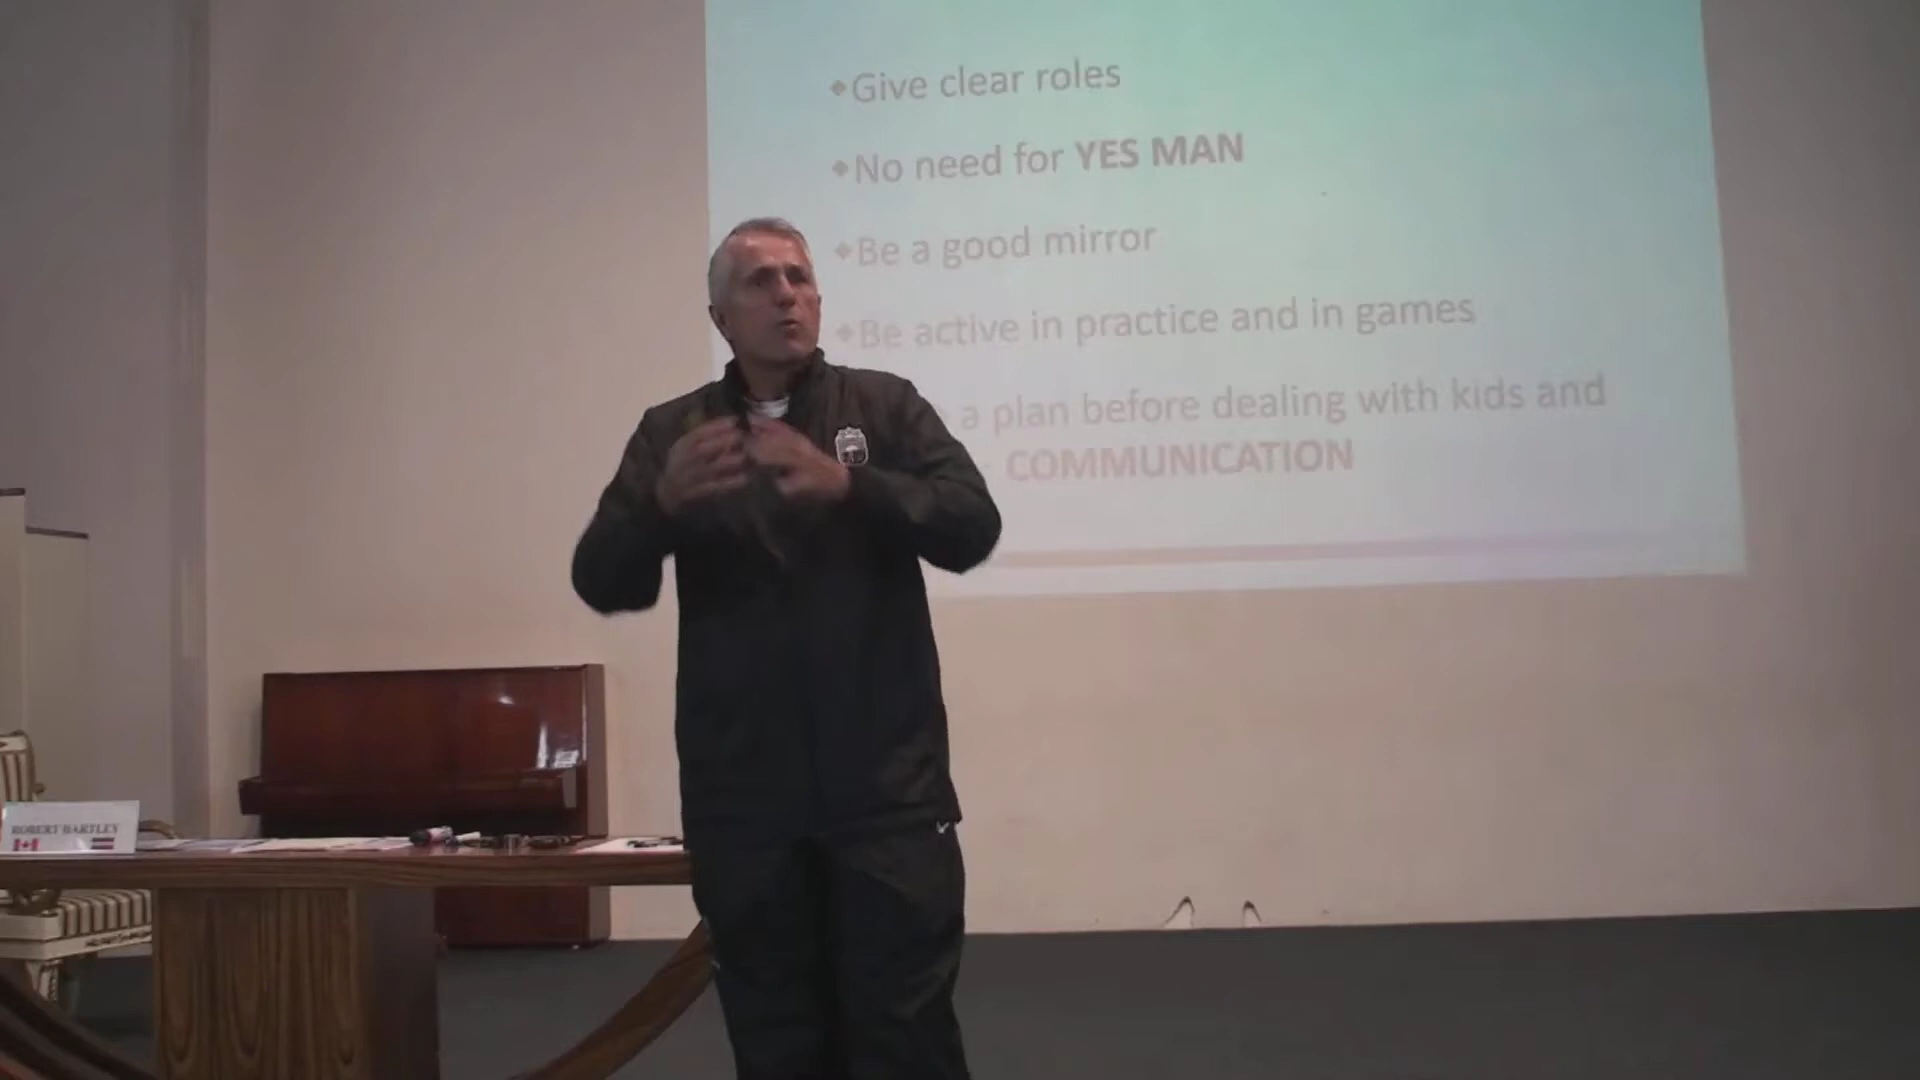 Give clear roles
No need for YES MAN
Be a good mirror
Be active in practice and in games
a plan before dealing with kids and
COMMUNICATION
ROBERT BARTLEY